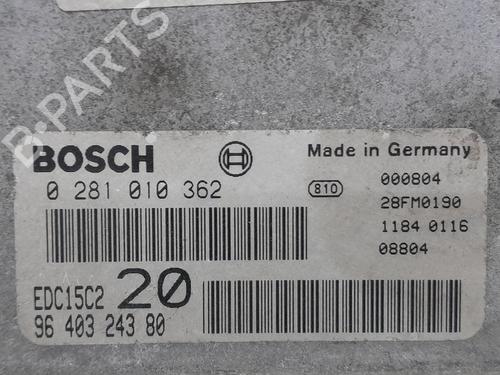 B-PARTS
BOSCH
Made in Germany
0 281 010 362
810
000804
28FM0190
1184 0116
08804
EDC15C2 20
96 403 243 80